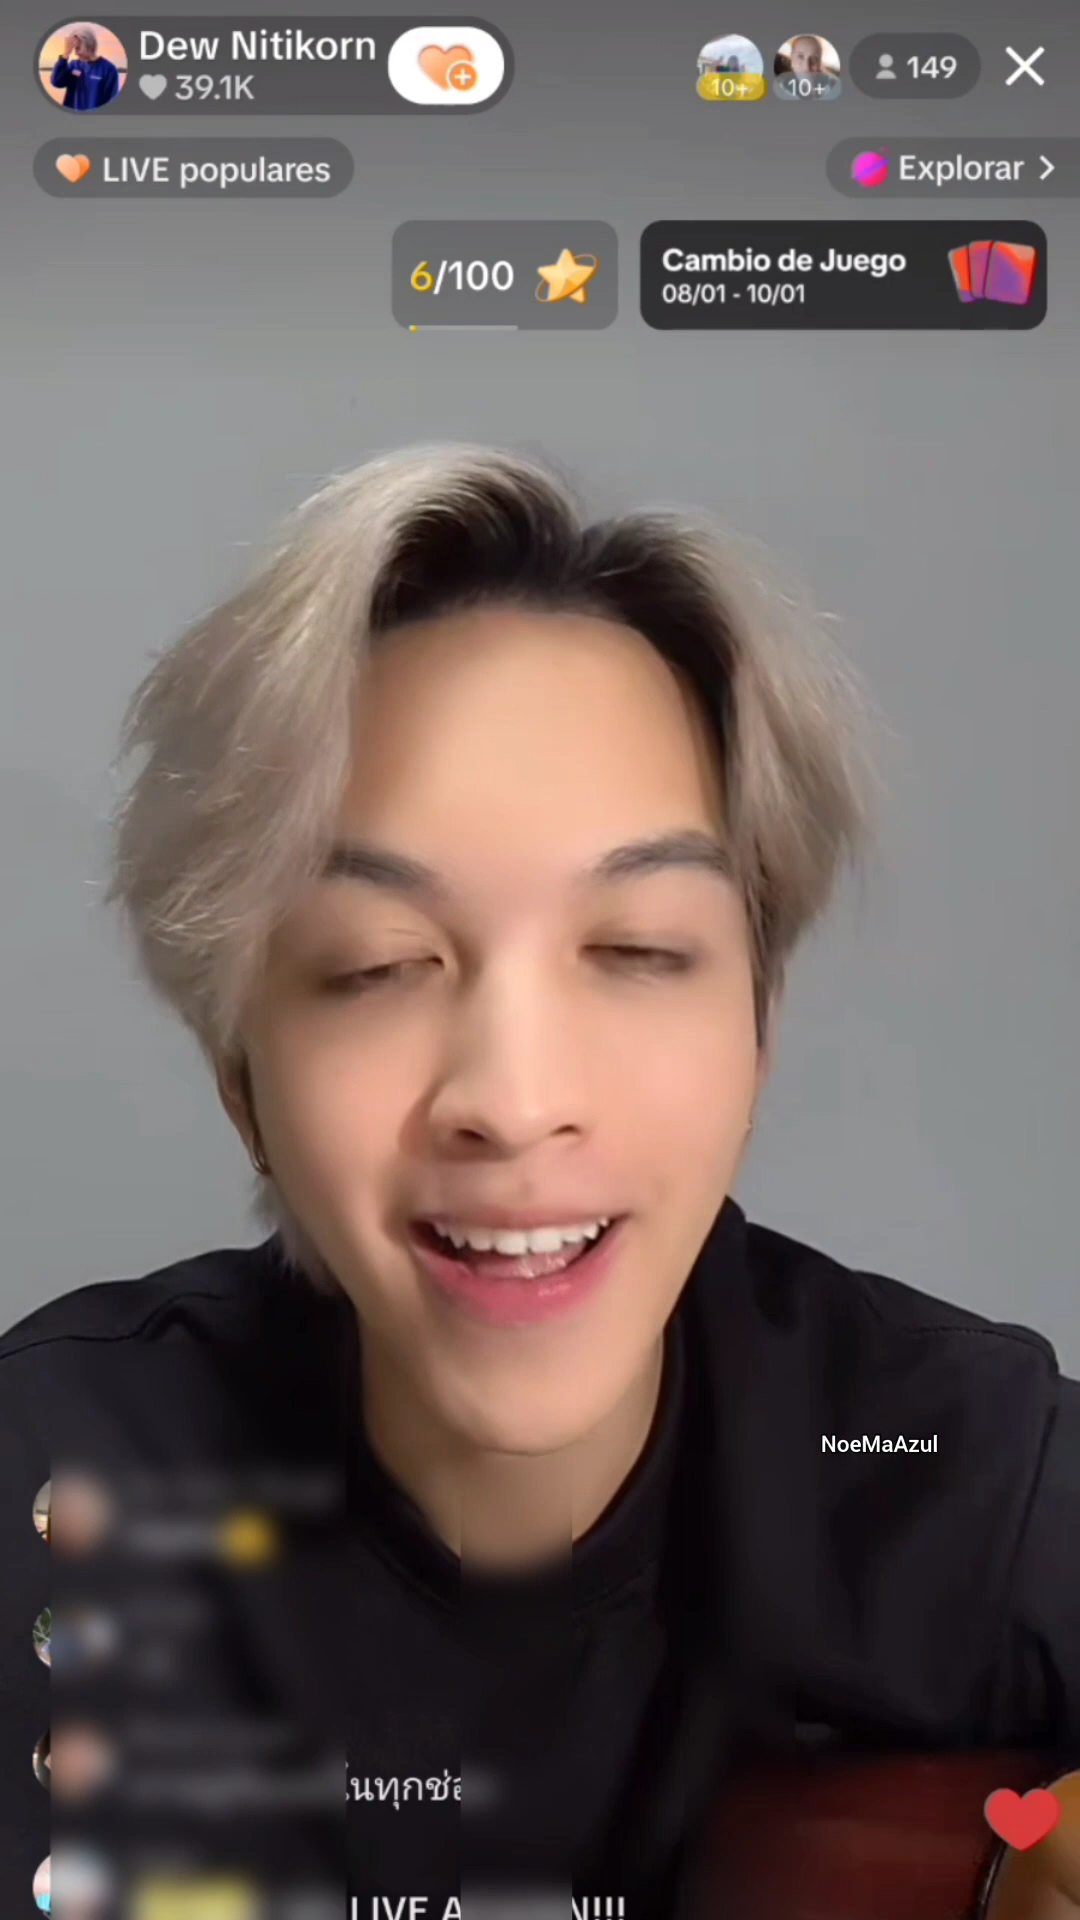 Dew Nitikorn
39.1K
10+
10+
149
LIVE populares
Explorar
6/100
Cambio de Juego
08/01 - 10/01
NoeMaAzul
LIVE
N!!!